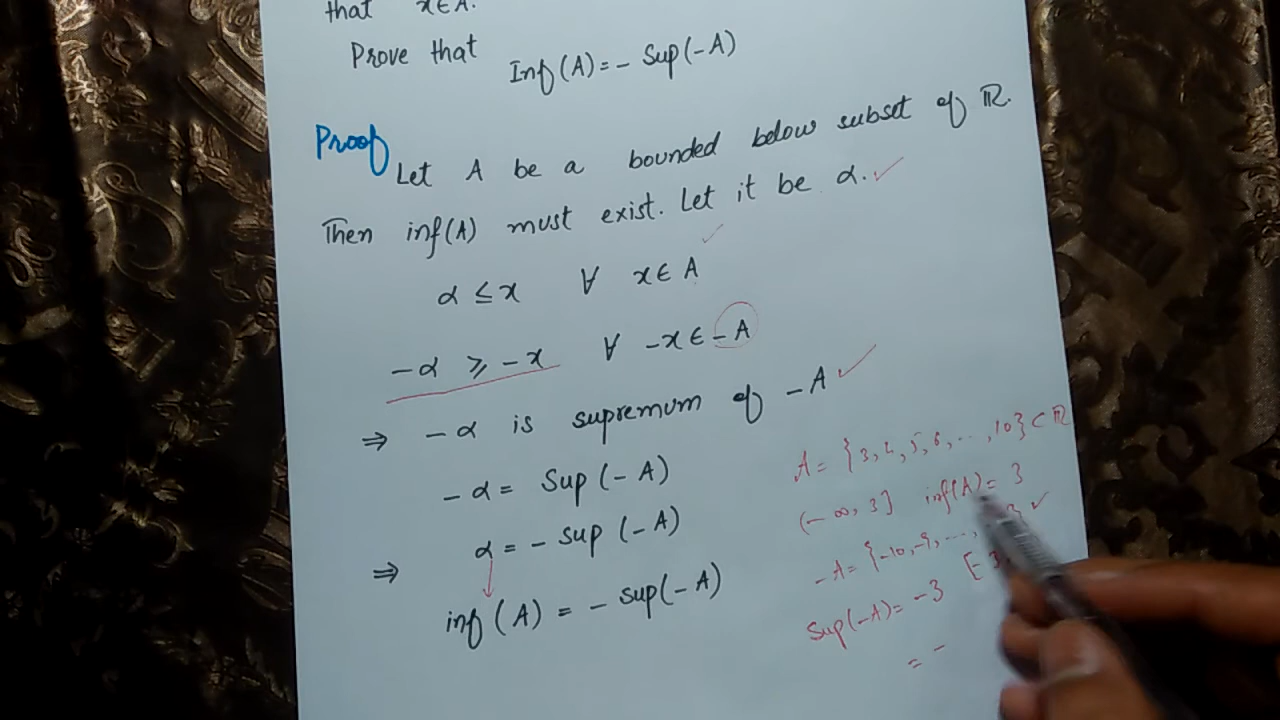 that x∈A.
Prove that
Inf(A) = - Sup(-A)
Proof
Let A be a bounded below subset of ℝ.
Then inf(A) must exist. Let it be α.
α ≤ x ∀ x ∈ A
-α ≥ -x ∀ -x ∈ -A
⇒ -α is supremum of -A
-α = Sup(-A)
⇒ α = - sup(-A)
inf(A) = - sup(-A)
A = {3, 4, 5, 6, ..., 10} ⊂ ℝ
(-∞, 3] inf(A) = 3
-A = {-10, -9, ...,
Sup(-A) = -3 [-3,
= -